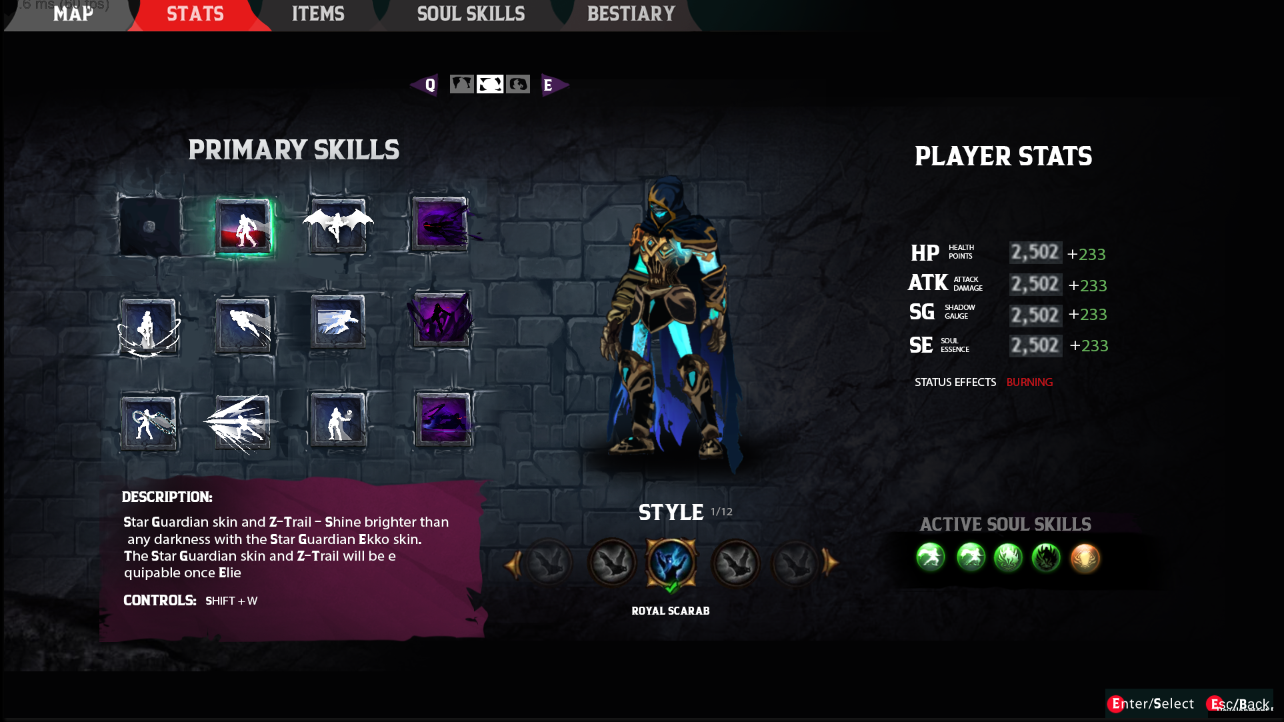 .6 ms (60 fps)
MAP STATS ITEMS SOUL SKILLS BESTIARY
Q E
PRIMARY SKILLS
PLAYER STATS
HP HEALTH POINTS 2,502 +233
ATK ATTACK DAMAGE 2,502 +233
SG SHADOW GAUGE 2,502 +233
SE SOUL ESSENCE 2,502 +233
STATUS EFFECTS BURNING
DESCRIPTION:
Star Guardian skin and Z-Trail - Shine brighter than
any darkness with the Star Guardian Ekko skin.
The Star Guardian skin and Z-Trail will be e
quipable once Elie
CONTROLS: SHIFT + W
STYLE 1/12
ROYAL SCARAB
ACTIVE SOUL SKILLS
Enter/Select Esc/Back